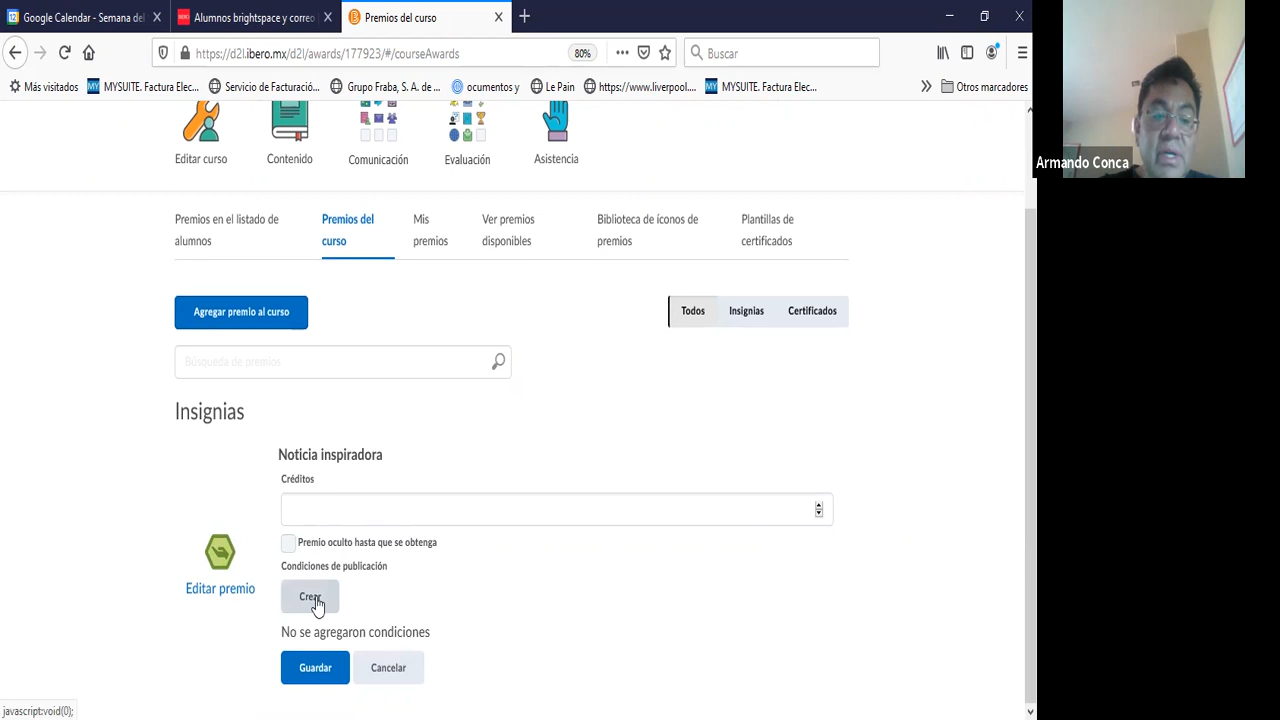 Google Calendar - Semana del
Alumnos brightspace y correo
Premios del curso
https://d2l.ibero.mx/d2l/awards/177923/#/courseAwards
80%
Buscar
Más visitados
MYSUITE. Factura Elec...
Servicio de Facturació...
Grupo Fraba, S. A. de ...
ocumentos y
Le Pain
https://www.liverpool....
MYSUITE. Factura Elec...
Otros marcadores
Armando Conca
Editar curso
Contenido
Comunicación
Evaluación
Asistencia
Premios en el listado de
alumnos
Premios del
curso
Mis
premios
Ver premios
disponibles
Biblioteca de íconos de
premios
Plantillas de
certificados
Agregar premio al curso
Todos
Insignias
Certificados
Búsqueda de premios
Insignias
Noticia inspiradora
Créditos
Premio oculto hasta que se obtenga
Condiciones de publicación
Editar premio
Crear
No se agregaron condiciones
Guardar
Cancelar
javascript:void(0);